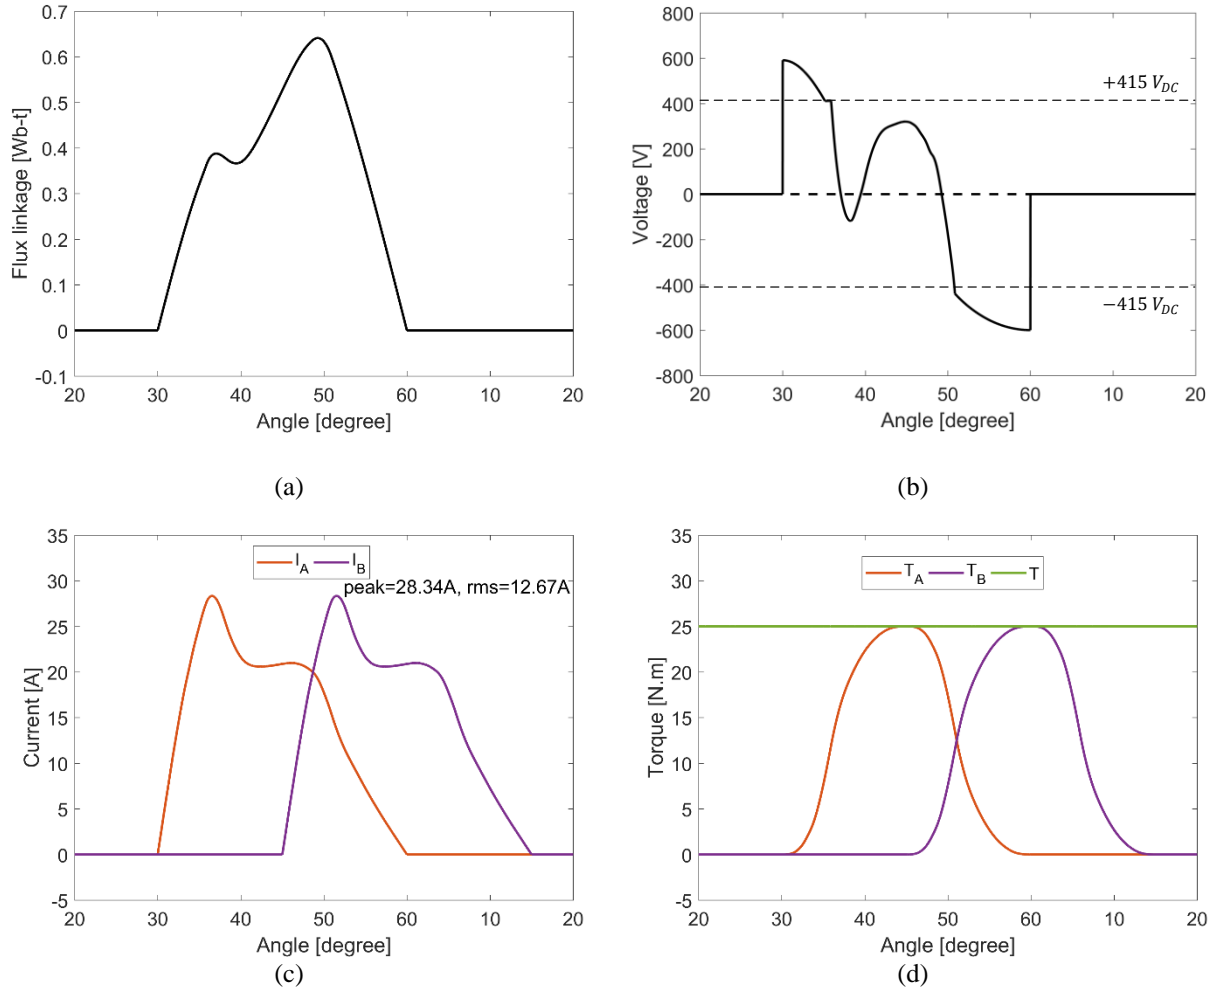 0.7
0.6
0.5
0.4
0.3
0.2
0.1
0
-0.1
Flux linkage [Wb-t]
20 30 40 50 60 10 20
Angle [degree]
(a)
800
600
400
200
0
-200
-400
-600
-800
Voltage [V]
+415 V_DC
−415 V_DC
20 30 40 50 60 10 20
Angle [degree]
(b)
35
30
25
20
15
10
5
0
-5
Current [A]
I_A I_B
peak=28.34A, rms=12.67A
20 30 40 50 60 10 20
Angle [degree]
(c)
35
30
25
20
15
10
5
0
-5
Torque [N.m]
T_A T_B T
20 30 40 50 60 10 20
Angle [degree]
(d)